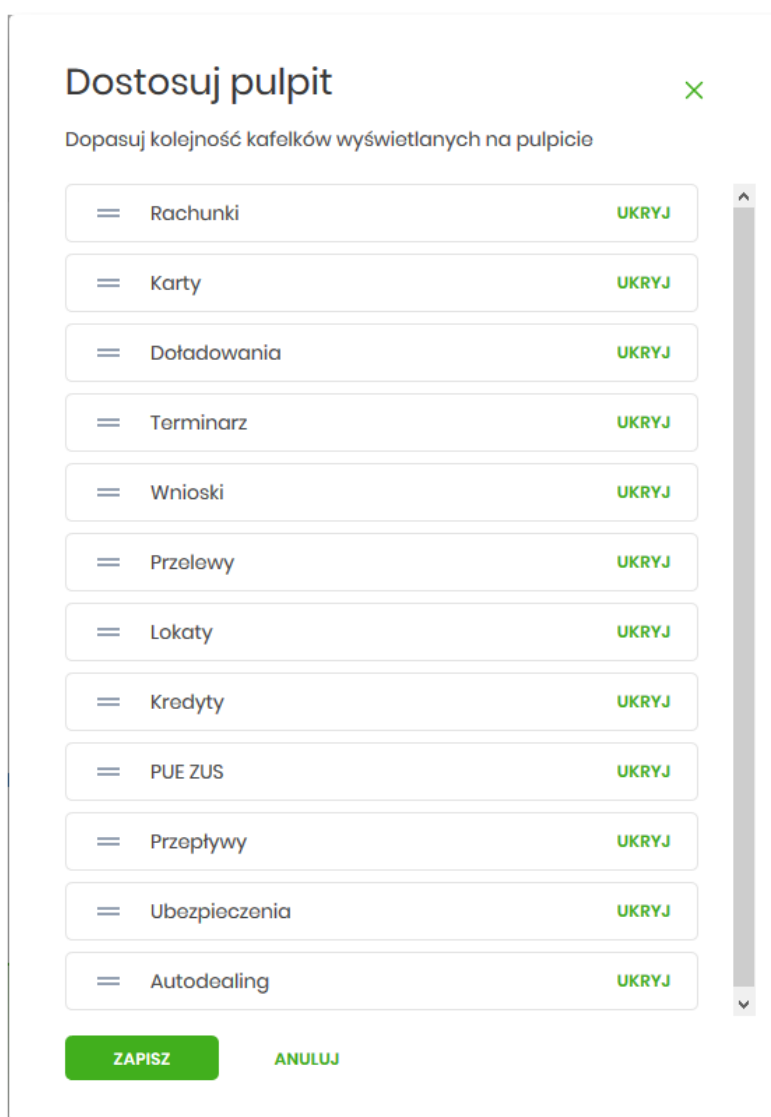 Dostosuj pulpit
Dopasuj kolejność kafelków wyświetlanych na pulpicie
Rachunki UKRYJ
Karty UKRYJ
Doładowania UKRYJ
Terminarz UKRYJ
Wnioski UKRYJ
Przelewy UKRYJ
Lokaty UKRYJ
Kredyty UKRYJ
PUE ZUS UKRYJ
Przepływy UKRYJ
Ubezpieczenia UKRYJ
Autodealing UKRYJ
ZAPISZ ANULUJ